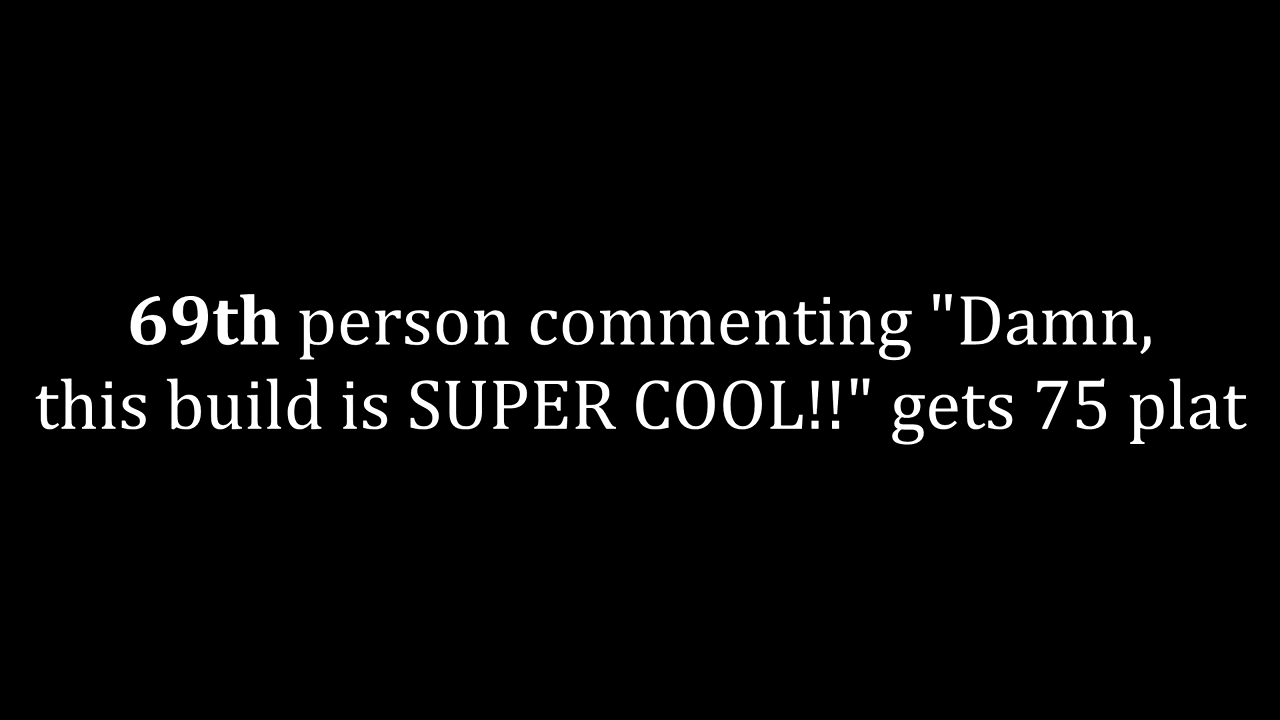 69th person commenting "Damn,
this build is SUPER COOL!!" gets 75 plat